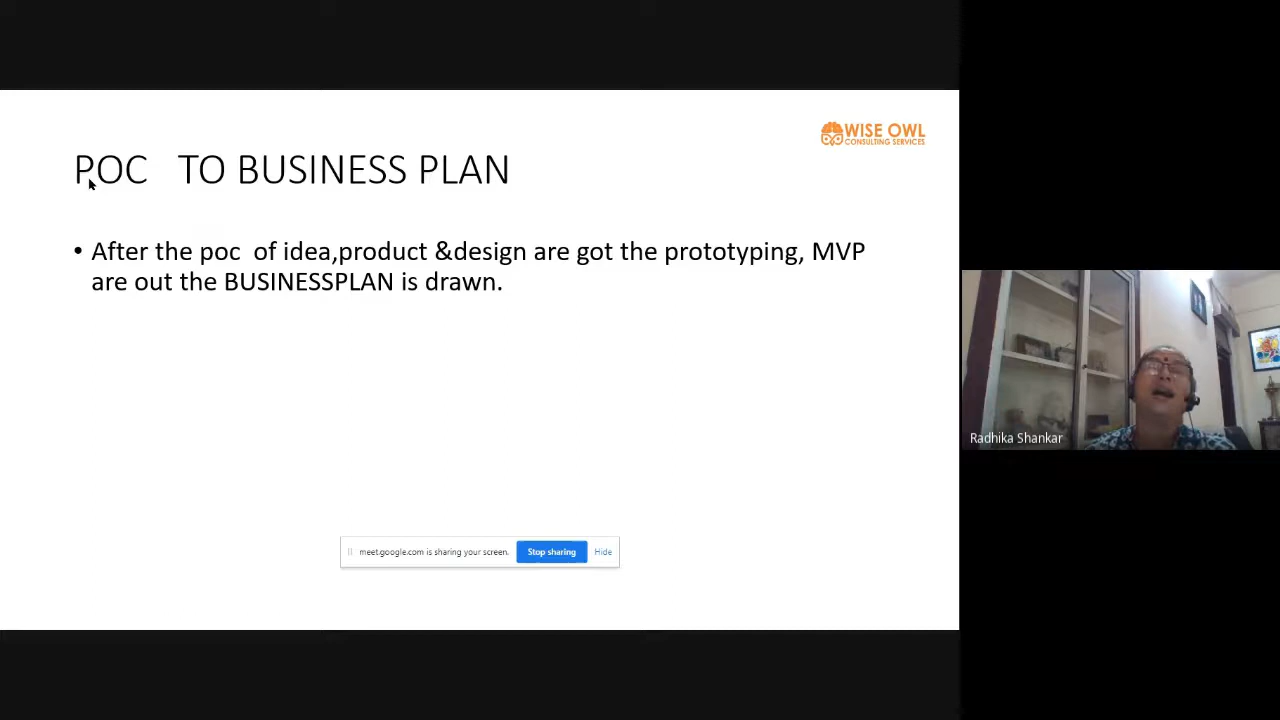 WISE OWL
CONSULTING SERVICES
POC TO BUSINESS PLAN
• After the poc of idea,product &design are got the prototyping, MVP
are out the BUSINESSPLAN is drawn.
Radhika Shankar
meet.google.com is sharing your screen. Stop sharing Hide